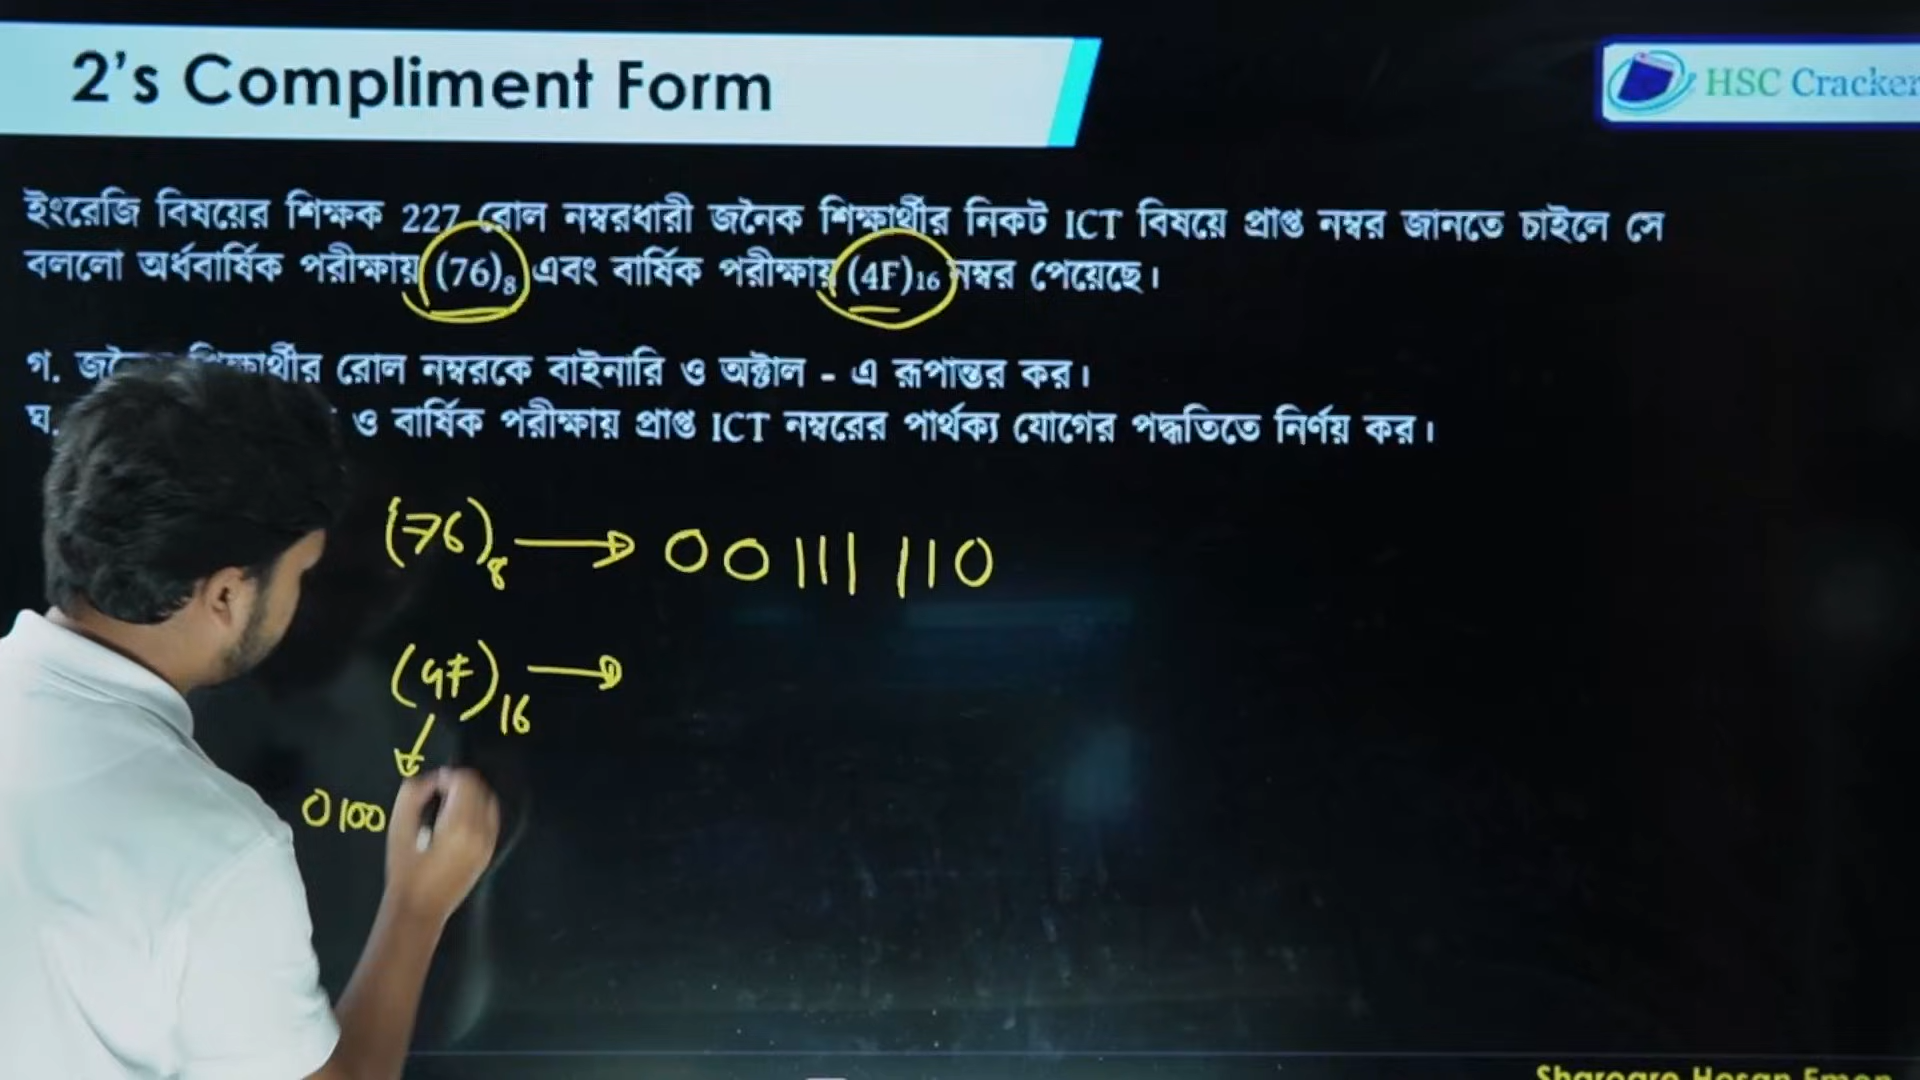 2's Compliment Form
HSC Cracker
ইংরেজি বিষয়ের শিক্ষক 227 রোল নম্বরধারী জনৈক শিক্ষার্থীর নিকট ICT বিষয়ে প্রাপ্ত নম্বর জানতে চাইলে সে
বললো অর্ধবার্ষিক পরীক্ষায় (76)₈ এবং বার্ষিক পরীক্ষায় (4F)₁₆ নম্বর পেয়েছে।
গ. রোল নম্বরকে বাইনারি ও অক্টাল - এ রূপান্তর কর।
ঘ. ও বার্ষিক পরীক্ষায় প্রাপ্ত ICT নম্বরের পার্থক্য যোগের পদ্ধতিতে নির্ণয় কর।
(76)₈ → 00111 110
(4F)₁₆ →
0100